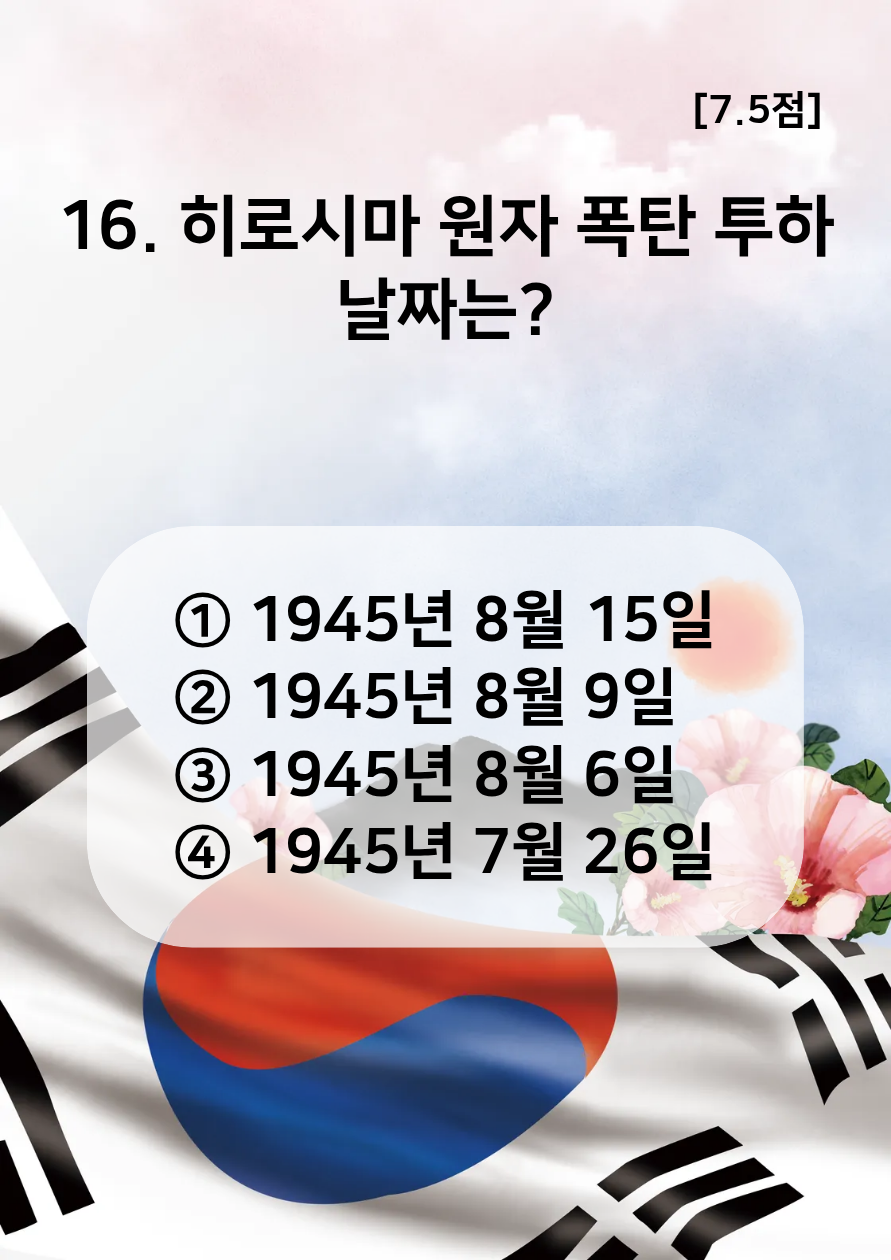 [7.5점]
16. 히로시마 원자 폭탄 투하
날짜는?
① 1945년 8월 15일
② 1945년 8월 9일
③ 1945년 8월 6일
④ 1945년 7월 26일